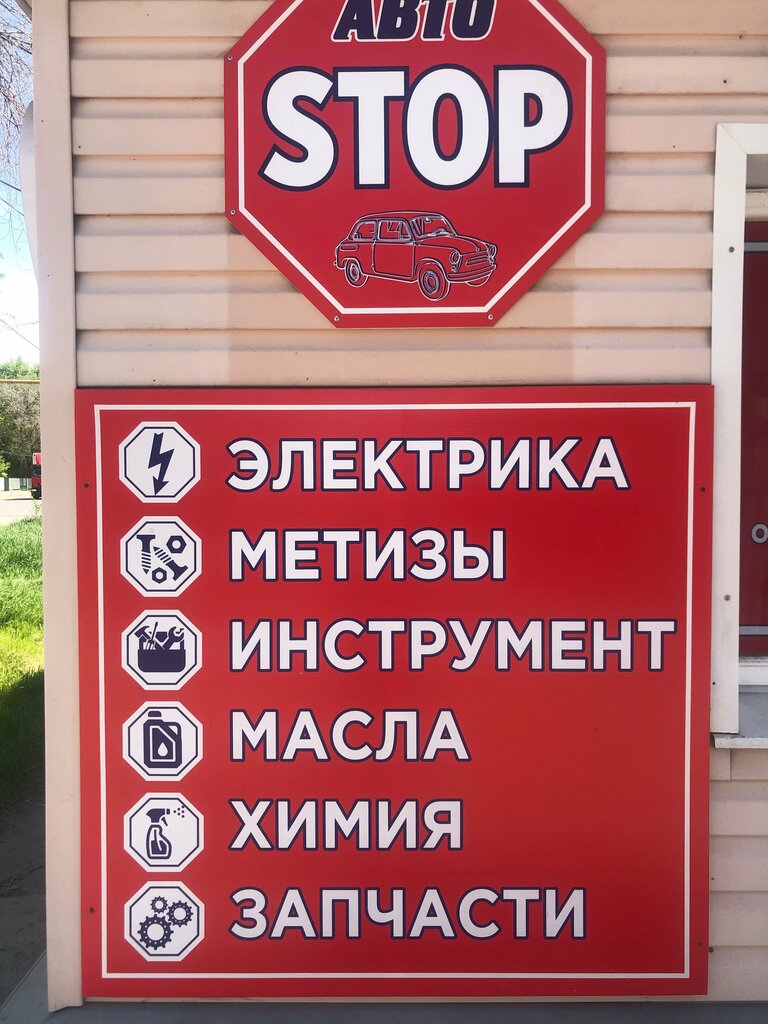 АВТО
STOP
ЭЛЕКТРИКА
МЕТИЗЫ
ИНСТРУМЕНТ
МАСЛА
ХИМИЯ
ЗАПЧАСТИ